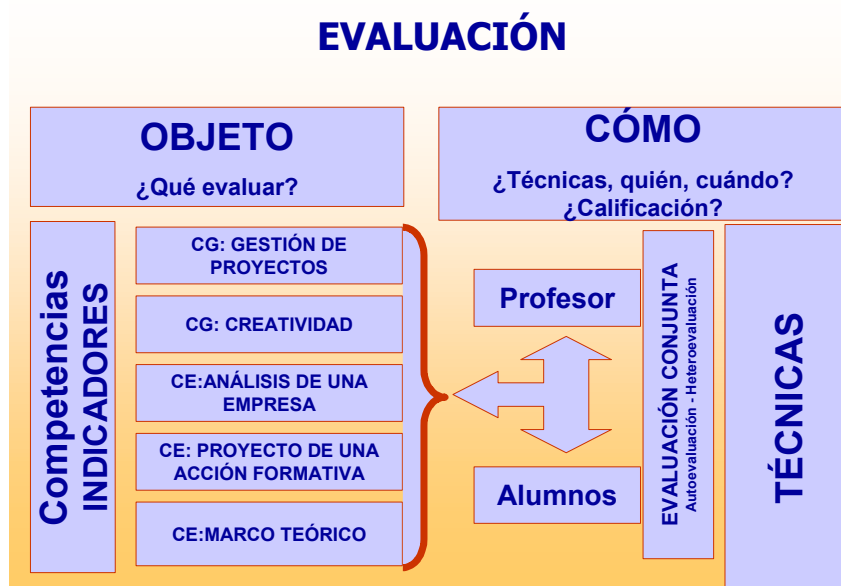 EVALUACIÓN
OBJETO
¿Qué evaluar?
CÓMO
¿Técnicas, quién, cuándo?
¿Calificación?
Competencias
INDICADORES
CG: GESTIÓN DE
PROYECTOS
CG: CREATIVIDAD
CE:ANÁLISIS DE UNA
EMPRESA
CE: PROYECTO DE UNA
ACCIÓN FORMATIVA
CE:MARCO TEÓRICO
Profesor
Alumnos
EVALUACIÓN CONJUNTA
Autoevaluación - Heteroevaluación
TÉCNICAS